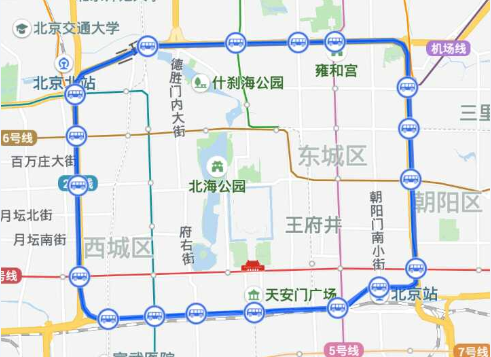 北京交通大学
机场线
德胜门内大街
雍和宫
北京北站
什刹海公园
三里
6号线
东城区
百万庄大街
2
北海公园
朝阳门南小街
朝阳区
月坛北街
王府井
月坛南街
府右街
西城区
号线
天安门广场
北京站
5号线
7号线